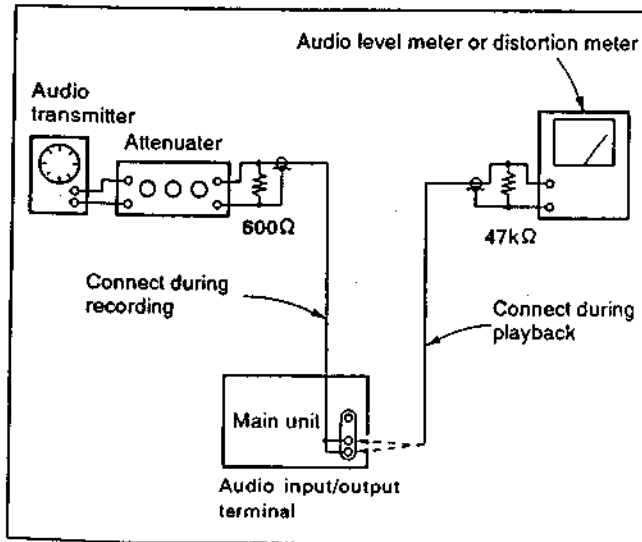 Audio level meter or distortion meter
Audio
transmitter
Attenuater
600Ω
47kΩ
Connect during
recording
Connect during
playback
Main unit
Audio input/output
terminal